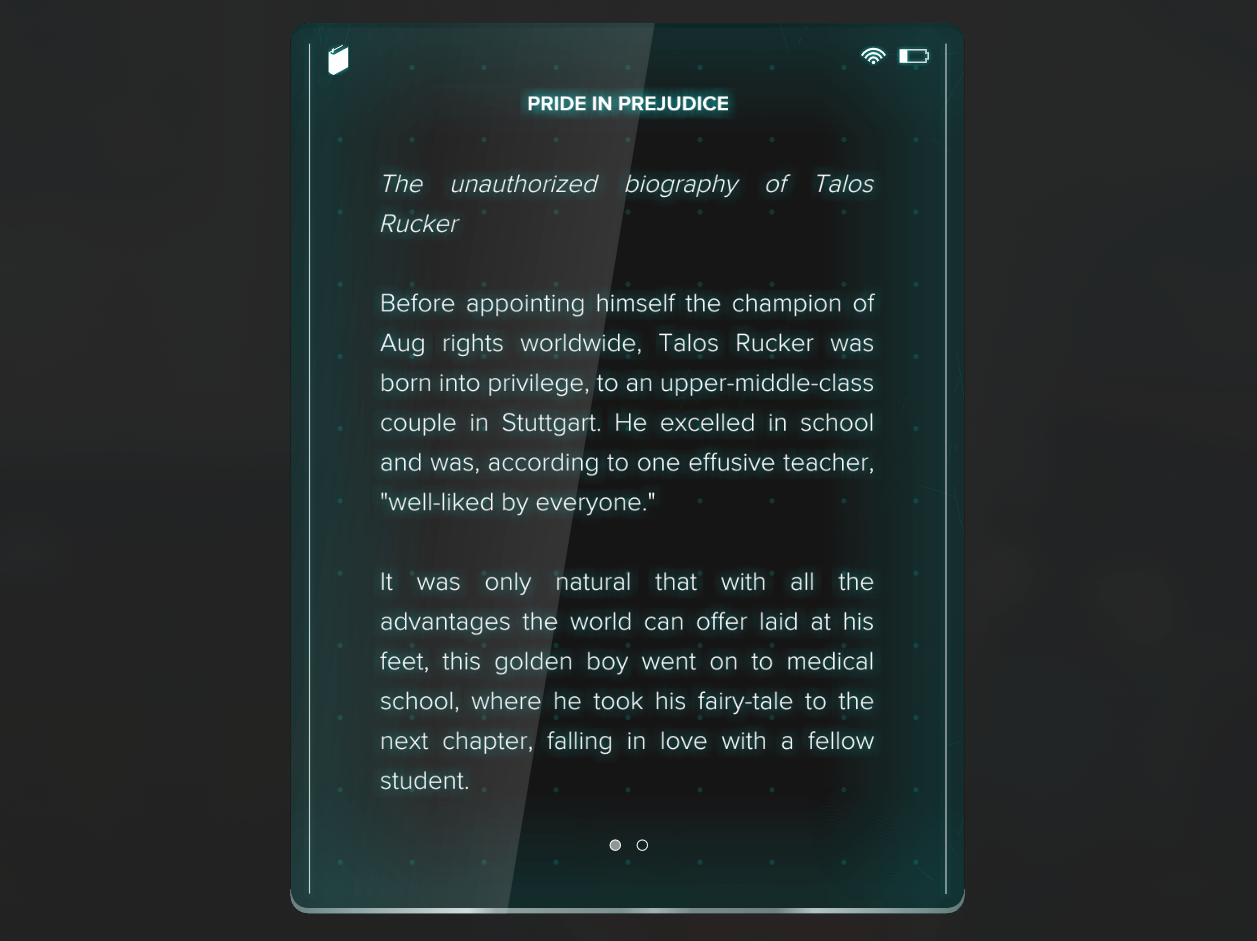 PRIDE IN PREJUDICE
The unauthorized biography of Talos
Rucker
Before appointing himself the champion of
Aug rights worldwide, Talos Rucker was
born into privilege, to an upper-middle-class
couple in Stuttgart. He excelled in school
and was, according to one effusive teacher,
"well-liked by everyone."
It was only natural that with all the
advantages the world can offer laid at his
feet, this golden boy went on to medical
school, where he took his fairy-tale to the
next chapter, falling in love with a fellow
student.